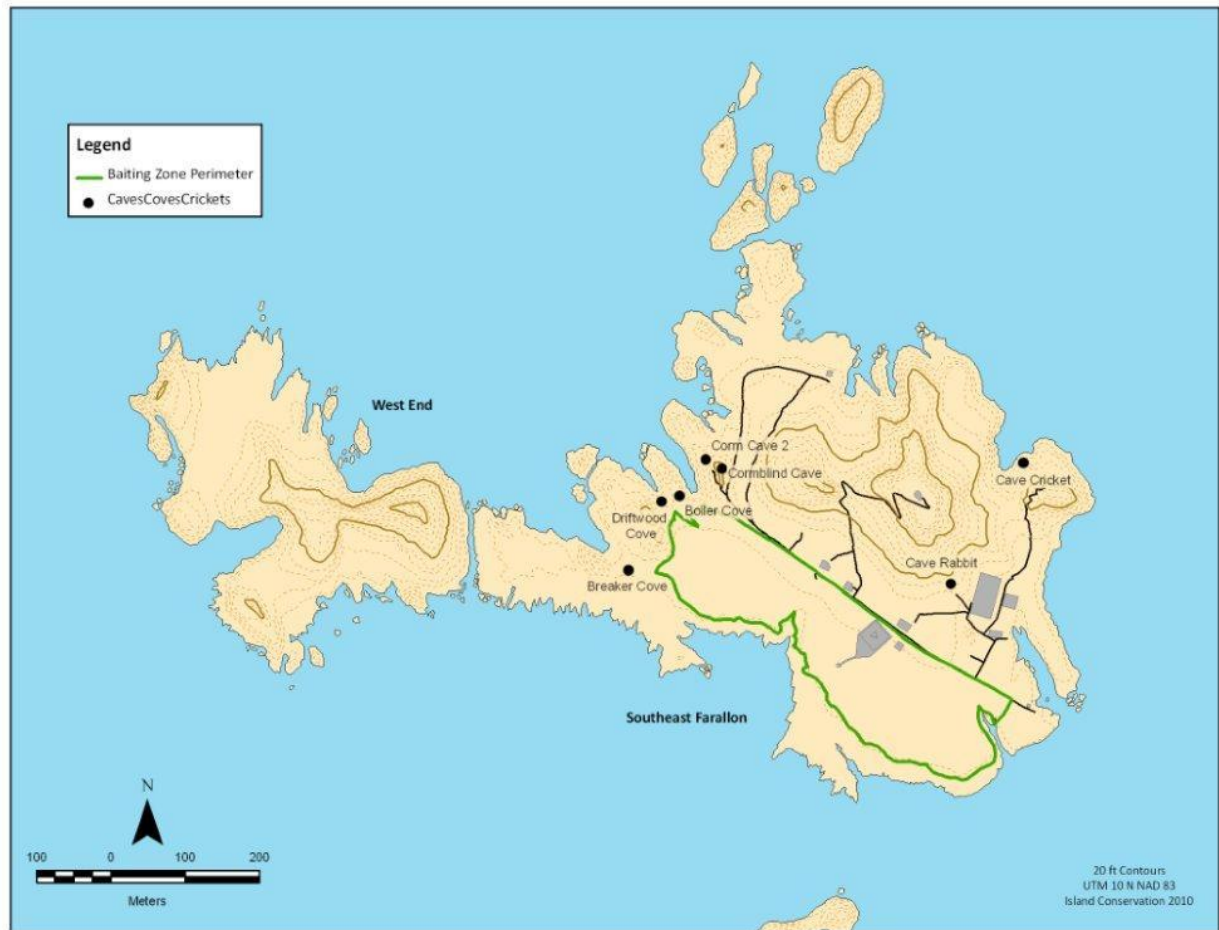 Legend
Baiting Zone Perimeter
CavesCovesCrickets
West End
Corm Cave 2
Cormblind Cave
Cave Cricket
Driftwood
Cove
Boiler Cove
Breaker Cove
Cave Rabbit
Southeast Farallon
N
100 0 100 200
Meters
20 ft Contours
UTM 10 N NAD 83
Island Conservation 2010